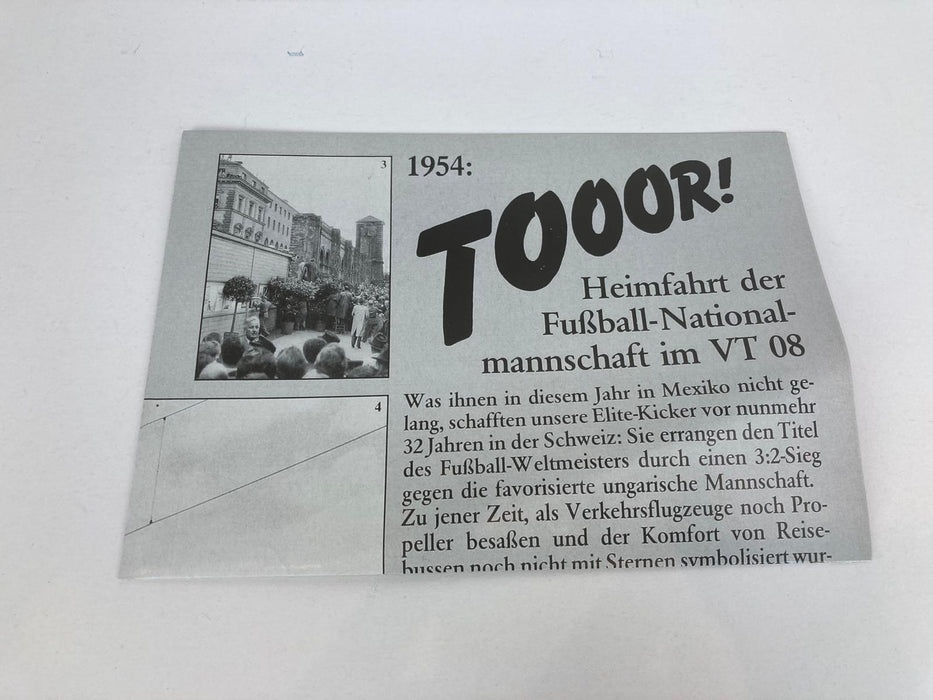 3
1954:
TOOOR!
Heimfahrt der
Fußball-National-
mannschaft im VT 08
4
Was ihnen in diesem Jahr in Mexiko nicht ge-
lang, schafften unsere Elite-Kicker vor nunmehr
32 Jahren in der Schweiz: Sie errangen den Titel
des Fußball-Weltmeisters durch einen 3:2-Sieg
gegen die favorisierte ungarische Mannschaft.
Zu jener Zeit, als Verkehrsflugzeuge noch Pro-
peller besaßen und der Komfort von Reise-
bussen noch nicht mit Sternen symbolisiert wur-